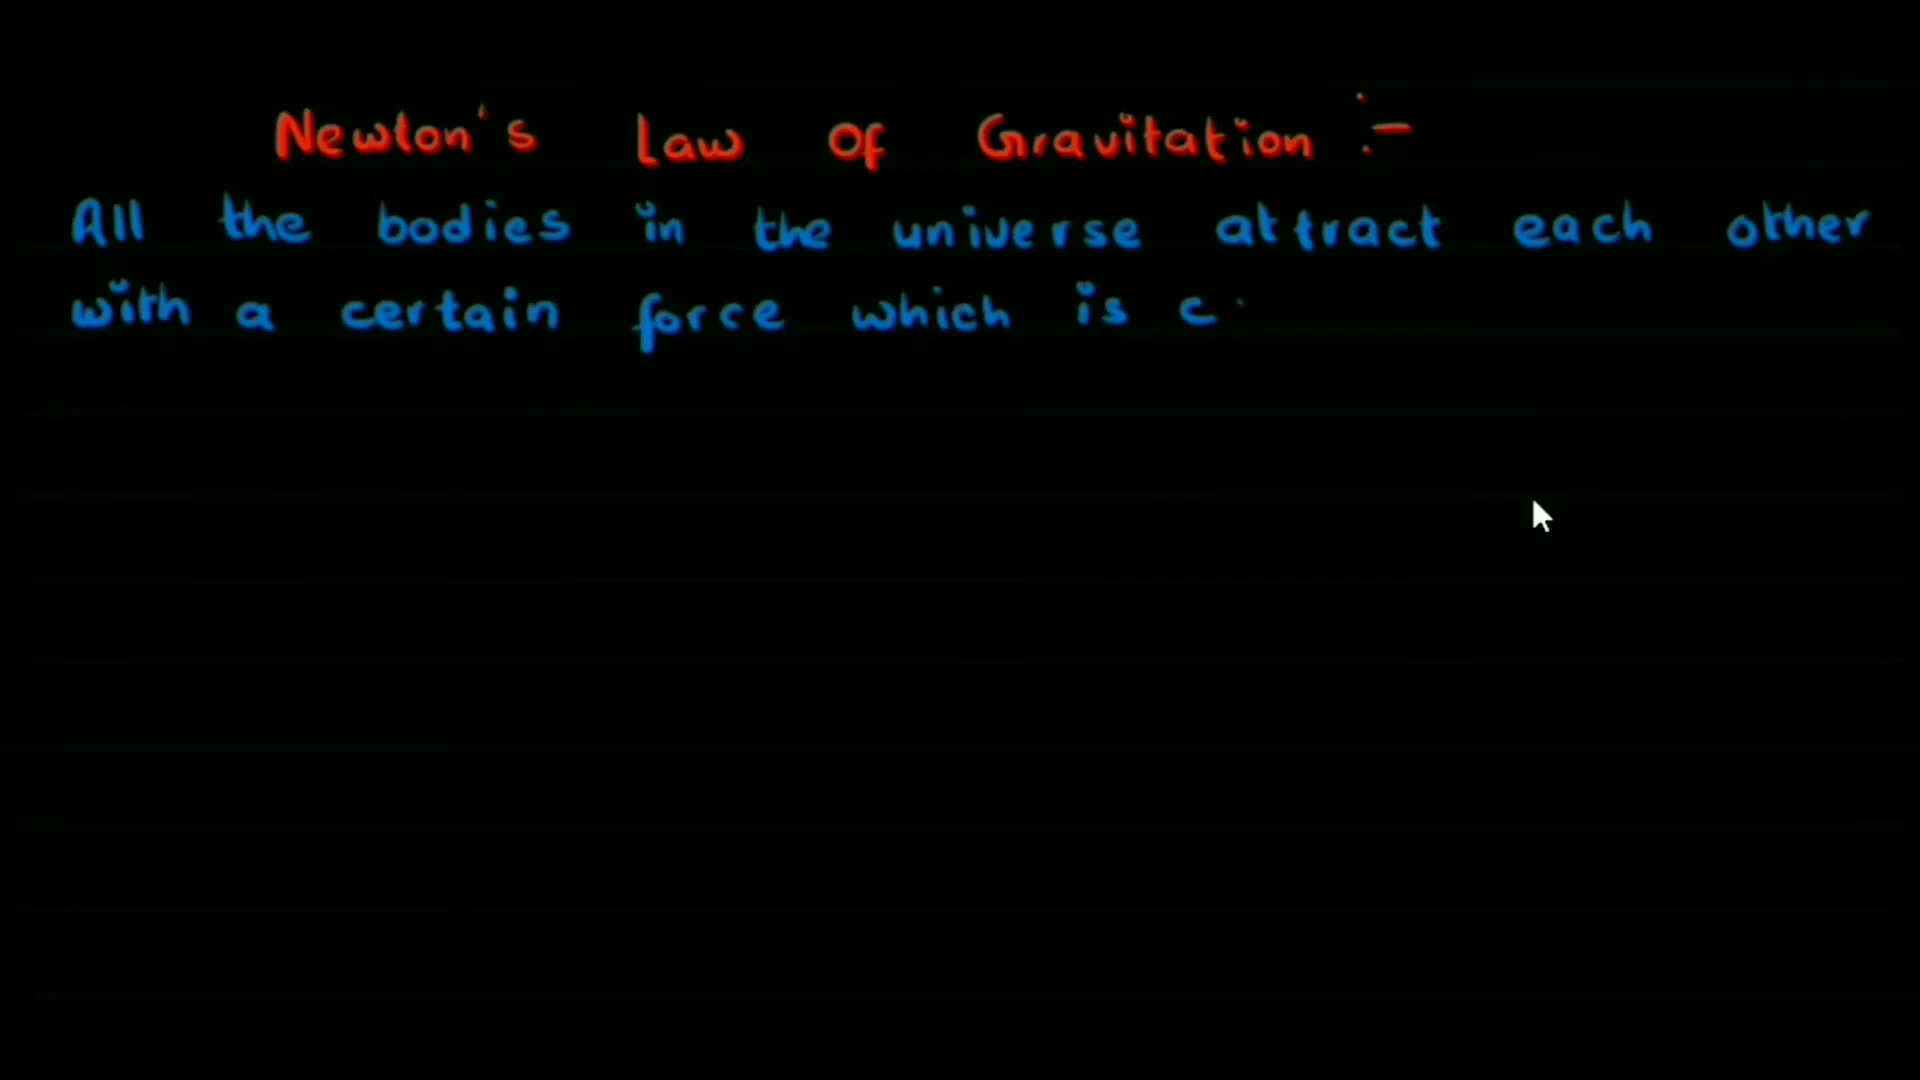 Newton's Law Of Gravitation :-
All the bodies in the universe attract each other
with a certain force which is c